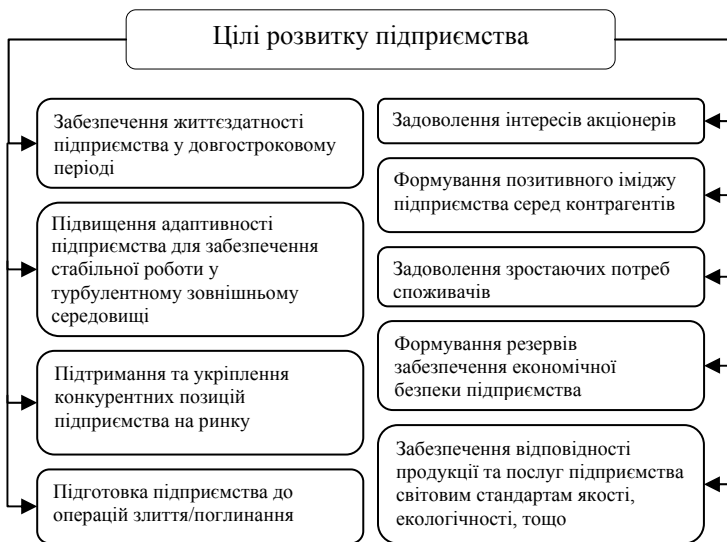 Цілі розвитку підприємства
Забезпечення життєздатності
підприємства у довгостроковому
періоді
Підвищення адаптивності
підприємства для забезпечення
стабільної роботи у
турбулентному зовнішньому
середовищі
Підтримання та укріплення
конкурентних позицій
підприємства на ринку
Підготовка підприємства до
операцій злиття/поглинання
Задоволення інтересів акціонерів
Формування позитивного іміджу
підприємства серед контрагентів
Задоволення зростаючих потреб
споживачів
Формування резервів
забезпечення економічної
безпеки підприємства
Забезпечення відповідності
продукції та послуг підприємства
світовим стандартам якості,
екологічності, тощо